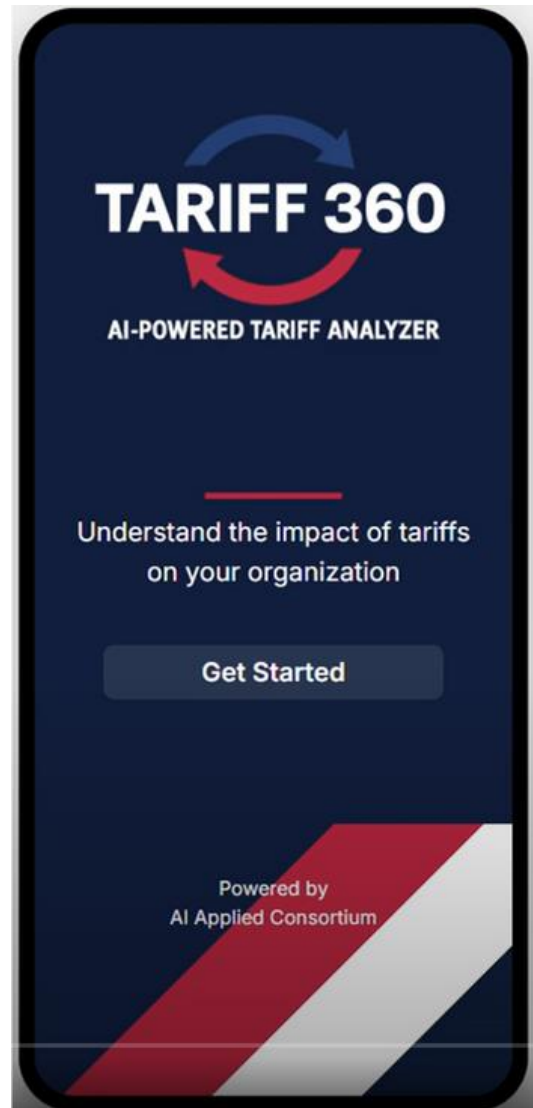 TARIFF 360
AI-POWERED TARIFF ANALYZER
Understand the impact of tariffs
on your organization
Get Started
Powered by
AI Applied Consortium